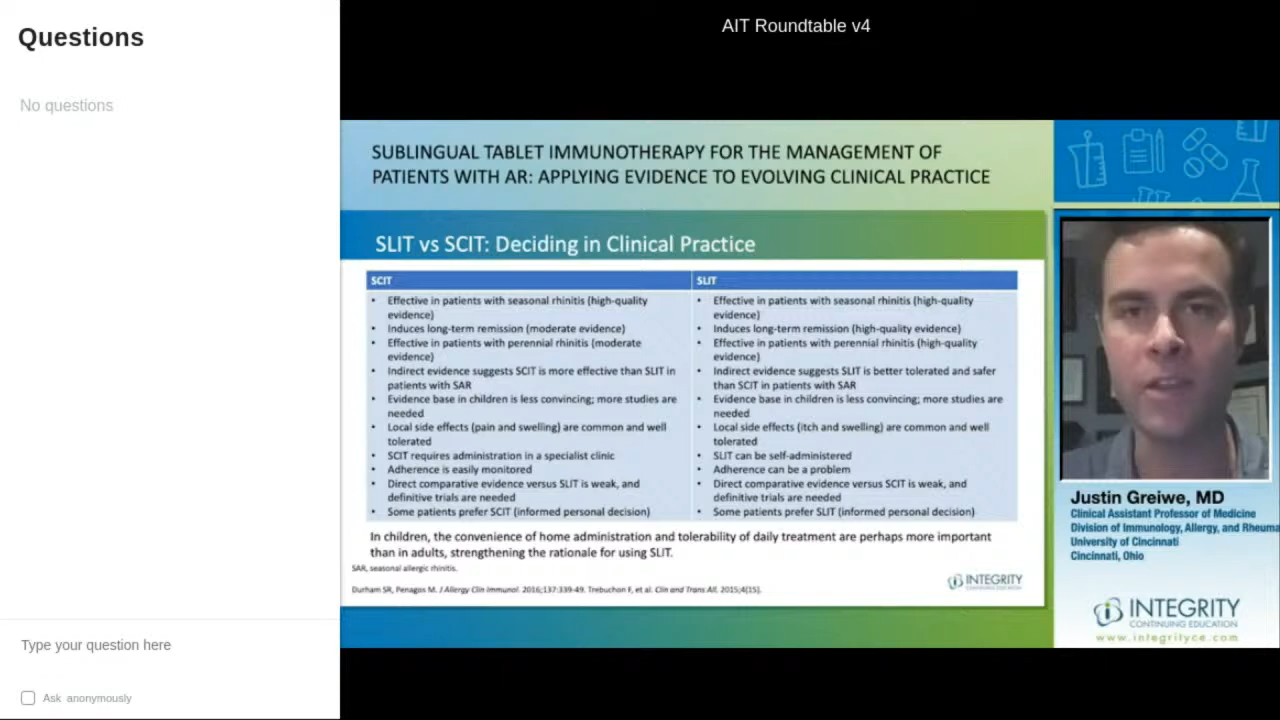 Questions
No questions
Type your question here
Ask anonymously
AIT Roundtable v4
SUBLINGUAL TABLET IMMUNOTHERAPY FOR THE MANAGEMENT OF
PATIENTS WITH AR: APPLYING EVIDENCE TO EVOLVING CLINICAL PRACTICE
SLIT vs SCIT: Deciding in Clinical Practice
SCIT
• Effective in patients with seasonal rhinitis (high-quality
evidence)
• Induces long-term remission (moderate evidence)
• Effective in patients with perennial rhinitis (moderate
evidence)
• Indirect evidence suggests SCIT is more effective than SLIT in
patients with SAR
• Evidence base in children is less convincing; more studies are
needed
• Local side effects (pain and swelling) are common and well
tolerated
• SCIT requires administration in a specialist clinic
• Adherence is easily monitored
• Direct comparative evidence versus SLIT is weak, and
definitive trials are needed
• Some patients prefer SCIT (informed personal decision)
SLIT
• Effective in patients with seasonal rhinitis (high-quality
evidence)
• Induces long-term remission (high-quality evidence)
• Effective in patients with perennial rhinitis (high-quality
evidence)
• Indirect evidence suggests SLIT is better tolerated and safer
than SCIT in patients with SAR
• Evidence base in children is less convincing; more studies are
needed
• Local side effects (itch and swelling) are common and well
tolerated
• SLIT can be self-administered
• Adherence can be a problem
• Direct comparative evidence versus SCIT is weak, and
definitive trials are needed
• Some patients prefer SLIT (informed personal decision)
In children, the convenience of home administration and tolerability of daily treatment are perhaps more important
than in adults, strengthening the rationale for using SLIT.
SAR, seasonal allergic rhinitis.
Durham SR, Penagos M. J Allergy Clin Immunol. 2016;137:339-49. Trebuchon F, et al. Clin and Trans All. 2015;4(15).
INTEGRITY
CONTINUING EDUCATION
Justin Greiwe, MD
Clinical Assistant Professor of Medicine
Division of Immunology, Allergy, and Rheuma
University of Cincinnati
Cincinnati, Ohio
INTEGRITY
CONTINUING EDUCATION
www.integrityce.com